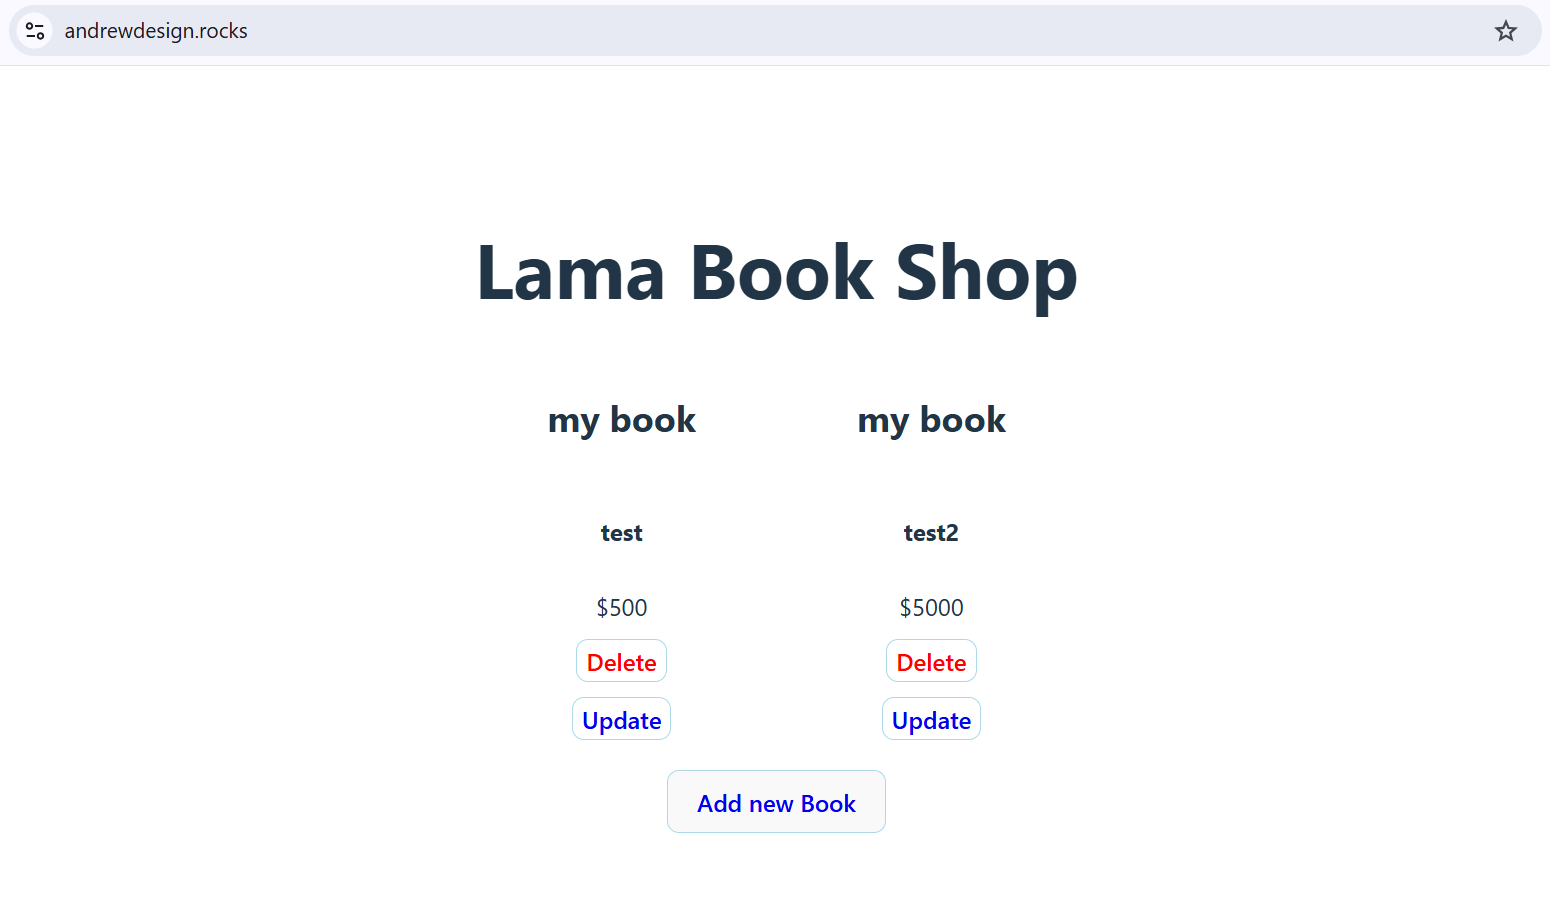 andrewdesign.rocks
Lama Book Shop
my book
test
$500
Delete
Update
my book
test2
$5000
Delete
Update
Add new Book